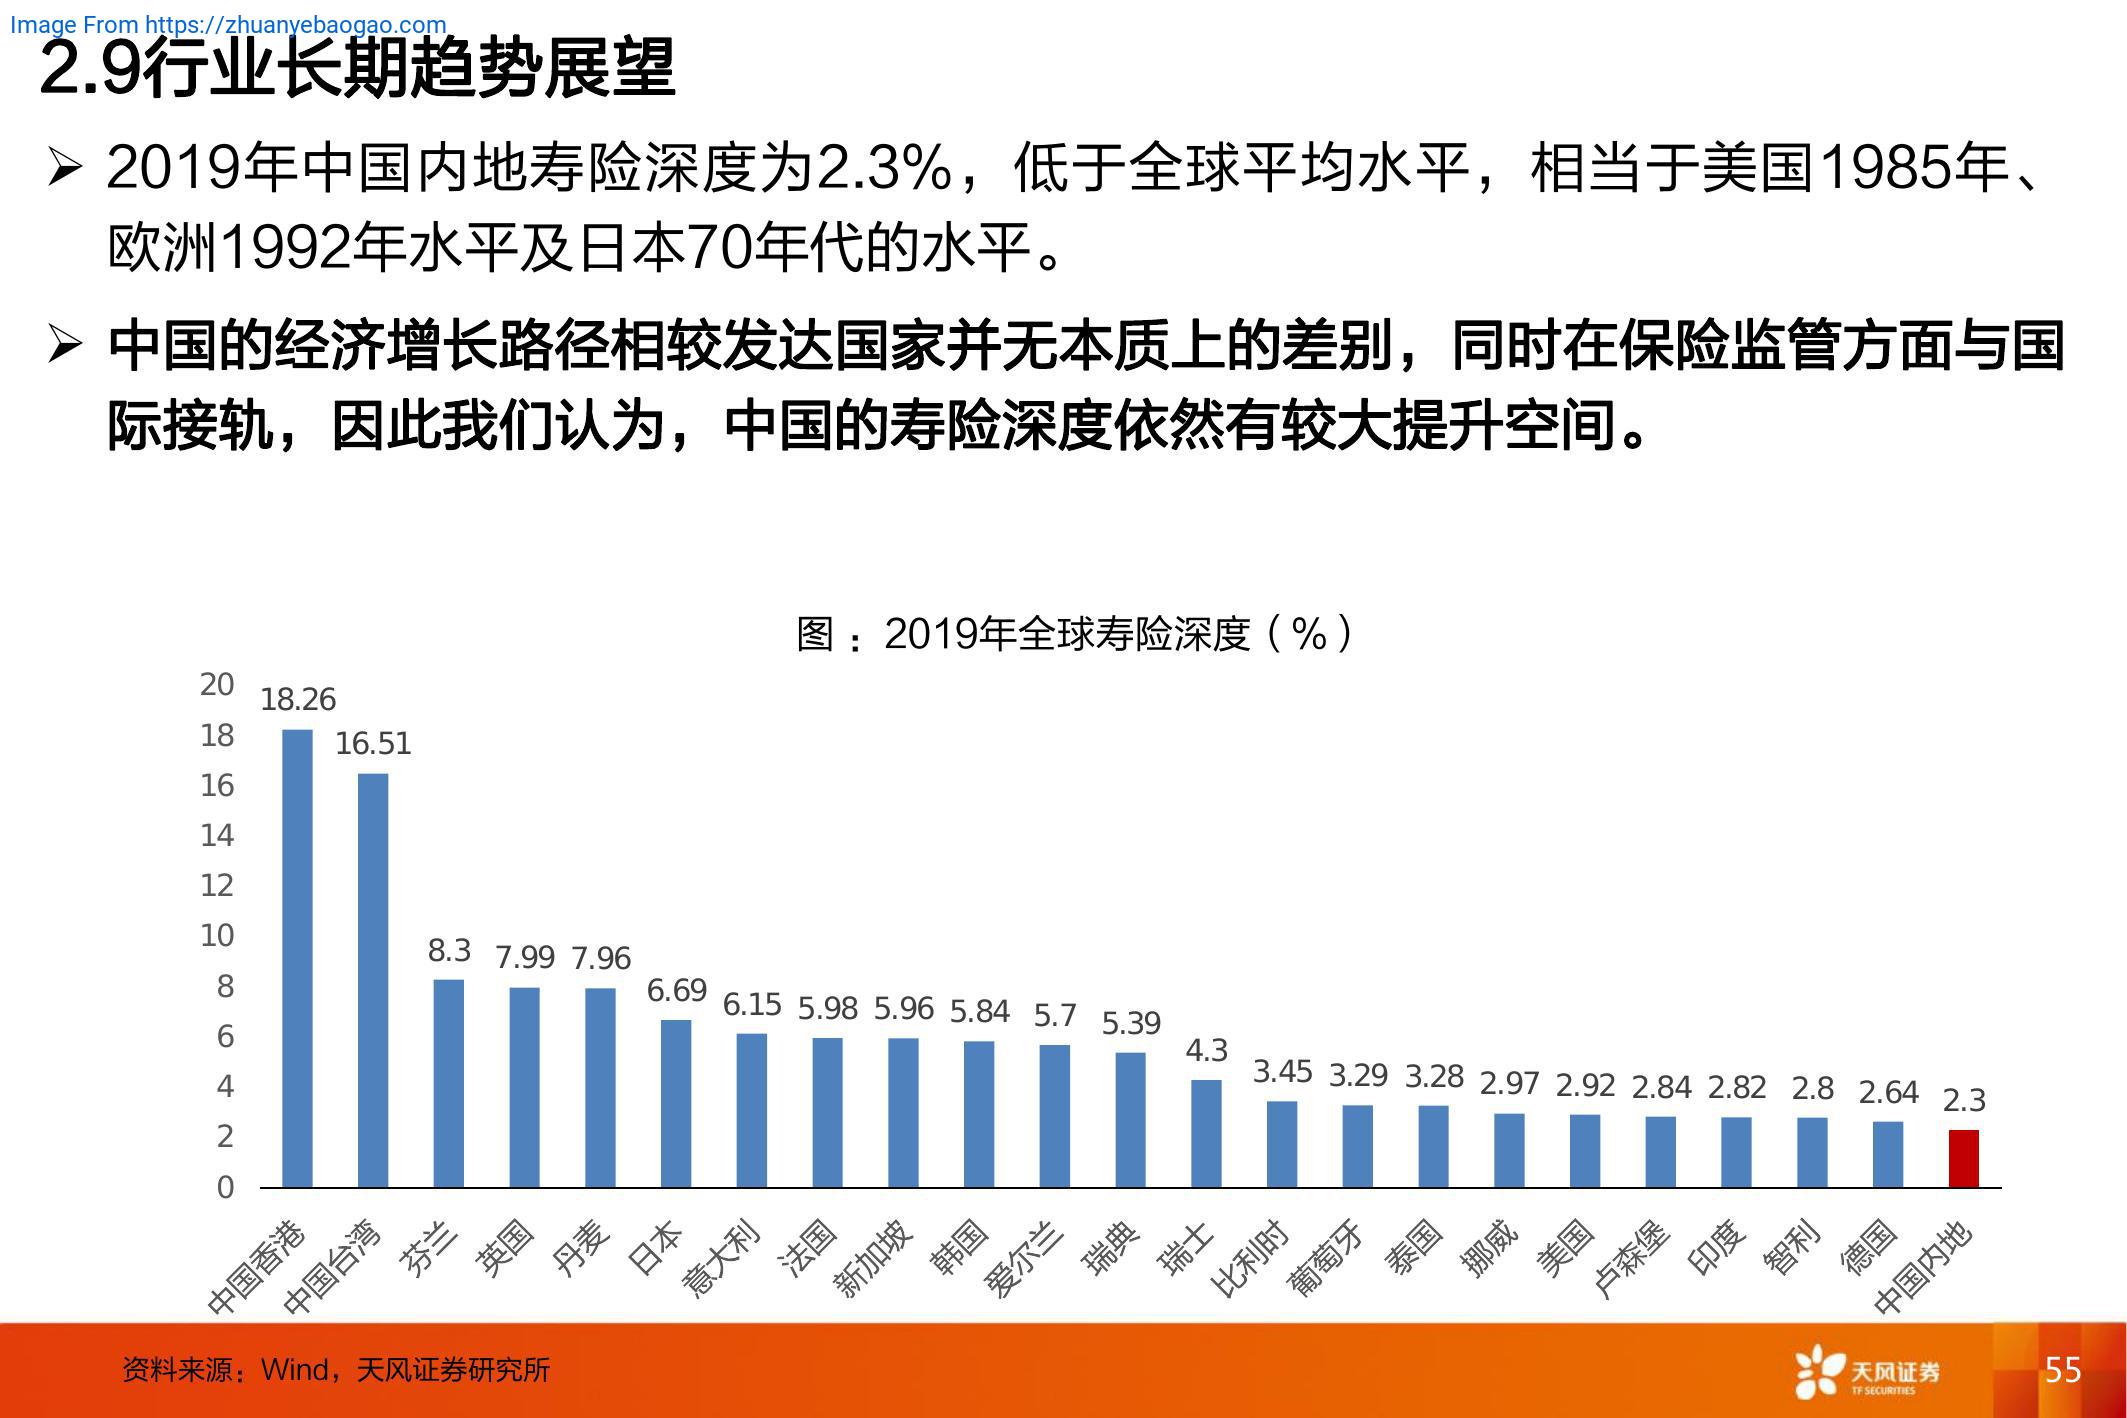 Image From https://zhuanyebaogao.com
2.9行业长期趋势展望
➢ 2019年中国内地寿险深度为2.3%，低于全球平均水平，相当于美国1985年、
欧洲1992年水平及日本70年代的水平。
➢ 中国的经济增长路径相较发达国家并无本质上的差别，同时在保险监管方面与国
际接轨，因此我们认为，中国的寿险深度依然有较大提升空间。
图 ：2019年全球寿险深度（%）
20
18
16
14
12
10
8
6
4
2
0
18.26
16.51
8.3
7.99
7.96
6.69
6.15
5.98
5.96
5.84
5.7
5.39
4.3
3.45
3.29
3.28
2.97
2.92
2.84
2.82
2.8
2.64
2.3
中国香港
中国台湾
芬兰
英国
丹麦
日本
意大利
法国
新加坡
韩国
爱尔兰
瑞典
瑞士
比利时
葡萄牙
泰国
挪威
美国
卢森堡
印度
智利
德国
中国内地
资料来源：Wind，天风证券研究所
天风证券
TF SECURITIES
55